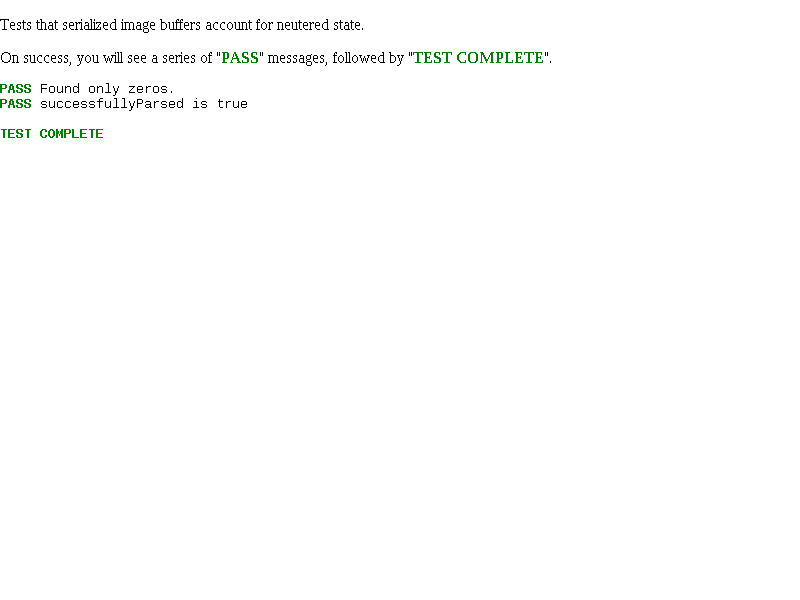 Tests that serialized image buffers account for neutered state.
On success, you will see a series of "PASS" messages, followed by "TEST COMPLETE".
PASS Found only zeros.
PASS successfullyParsed is true
TEST COMPLETE